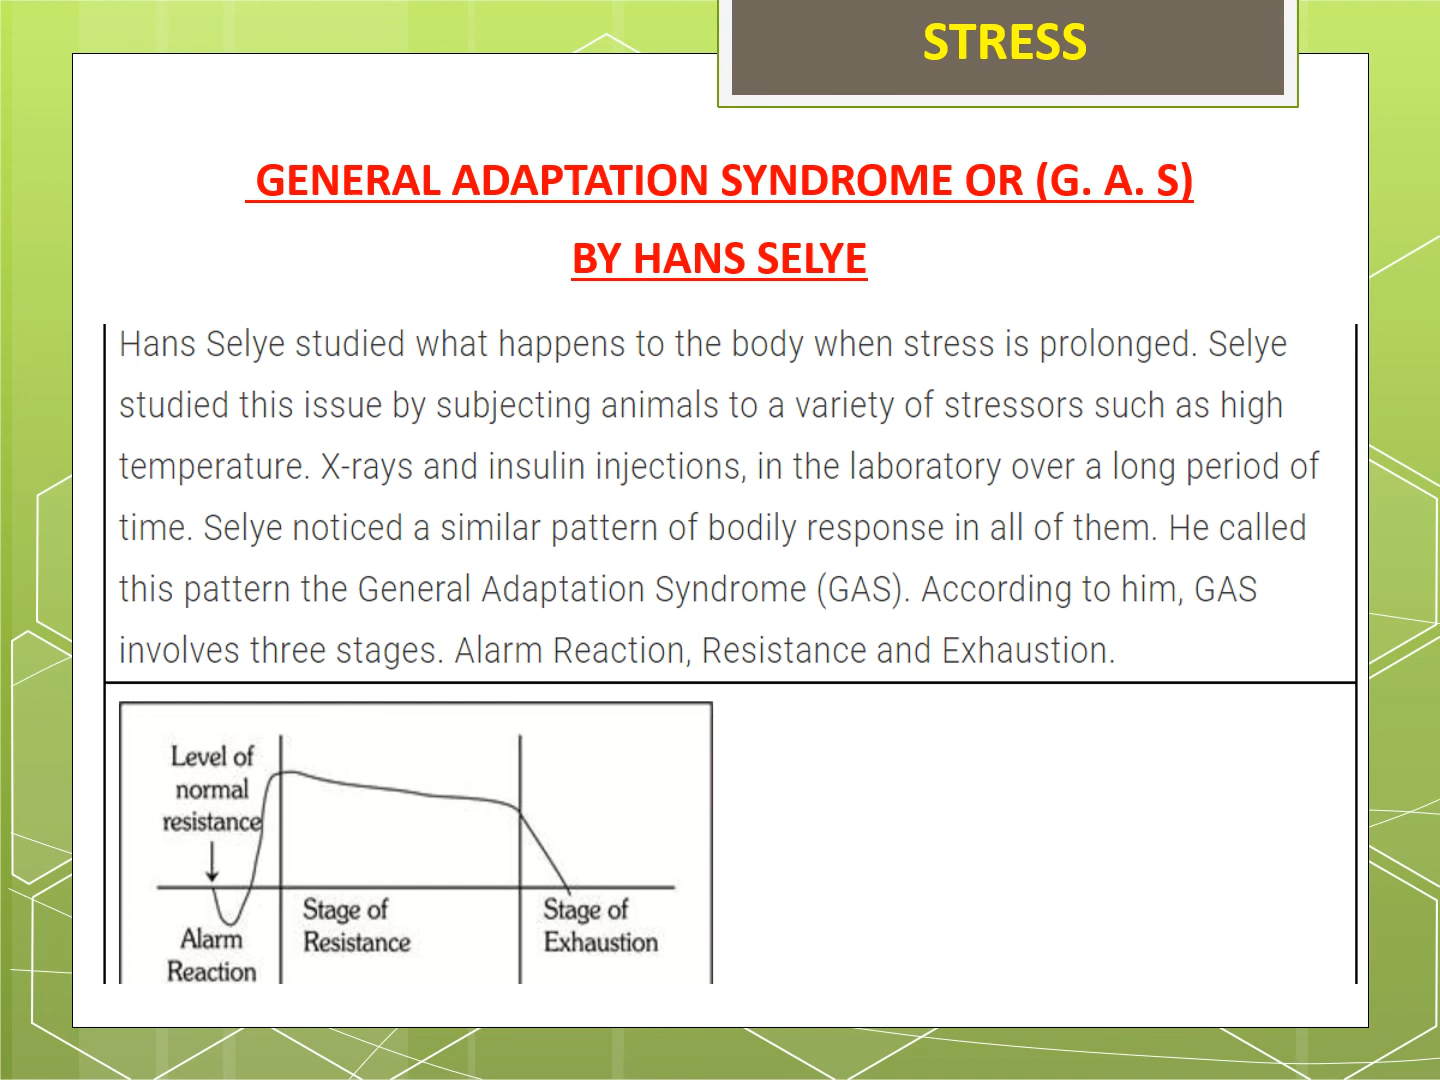 STRESS
GENERAL ADAPTATION SYNDROME OR (G. A. S)
BY HANS SELYE
Hans Selye studied what happens to the body when stress is prolonged. Selye
studied this issue by subjecting animals to a variety of stressors such as high
temperature. X-rays and insulin injections, in the laboratory over a long period of
time. Selye noticed a similar pattern of bodily response in all of them. He called
this pattern the General Adaptation Syndrome (GAS). According to him, GAS
involves three stages. Alarm Reaction, Resistance and Exhaustion.
Level of
normal
resistance
Alarm
Reaction
Stage of
Resistance
Stage of
Exhaustion